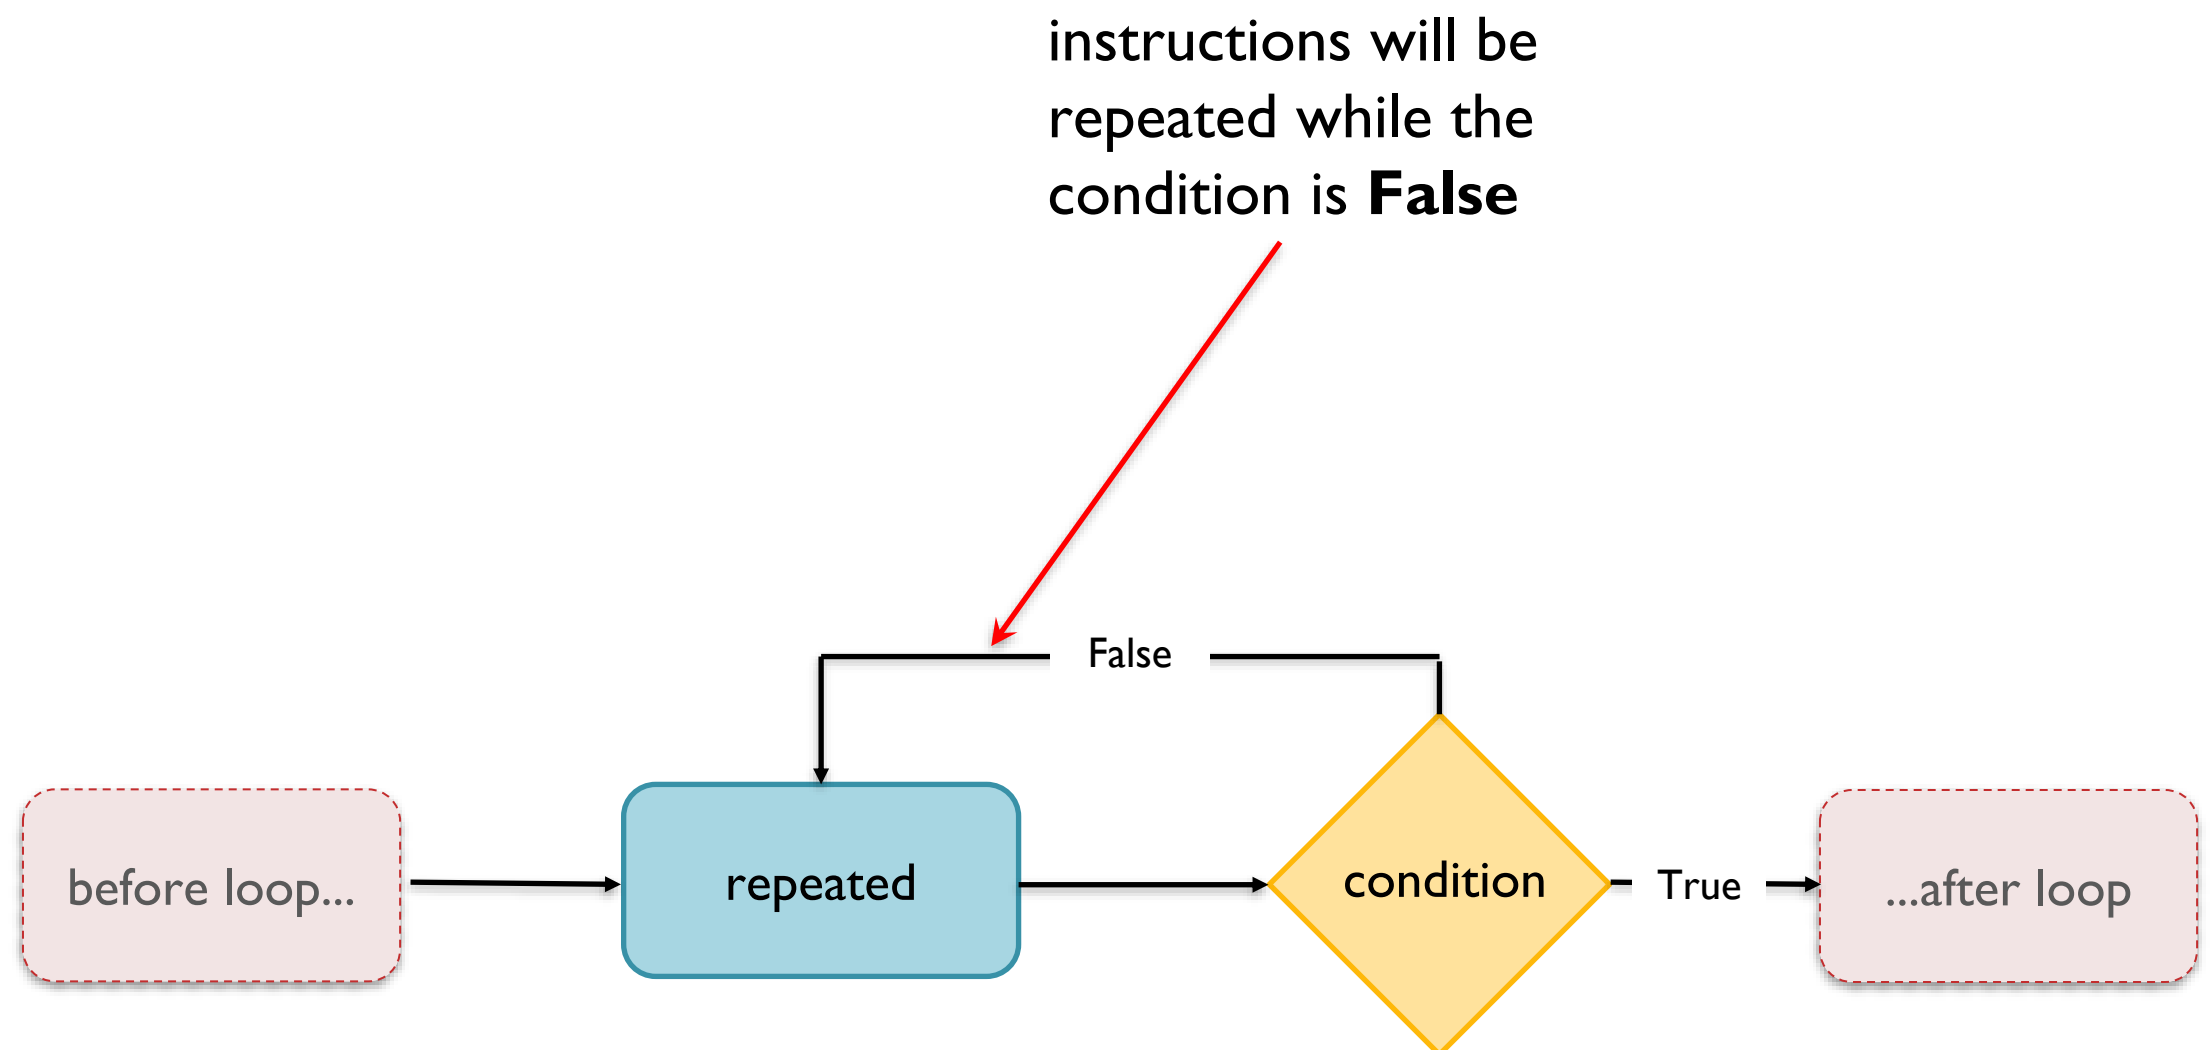 instructions will be
repeated while the
condition is False
False
before loop...
repeated
condition
True
...after loop